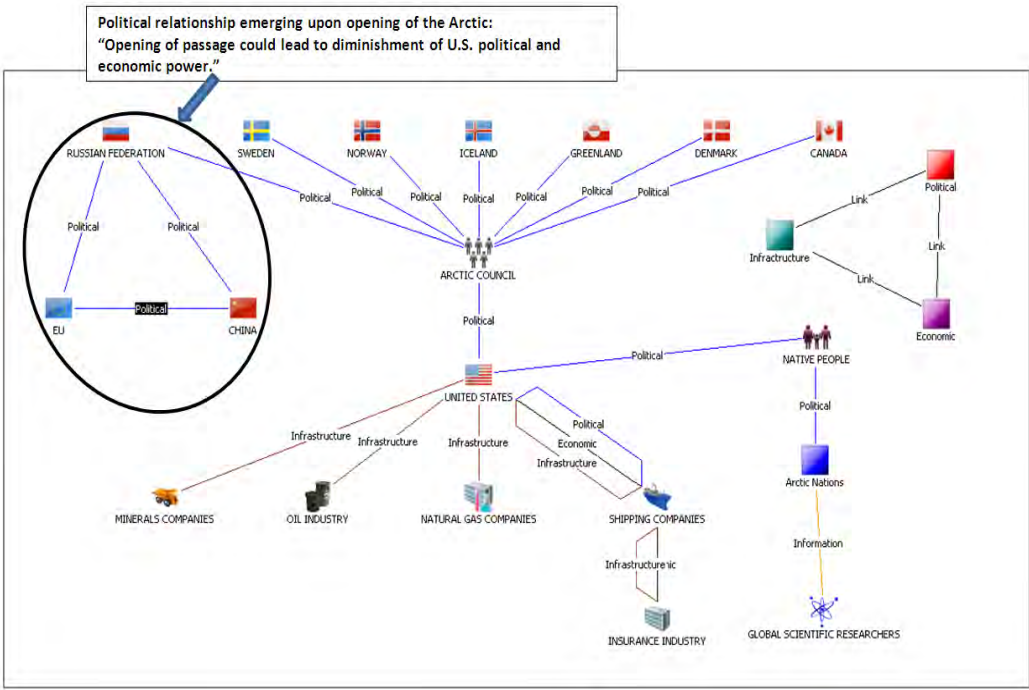 Political relationship emerging upon opening of the Arctic:
“Opening of passage could lead to diminishment of U.S. political and
economic power.”
RUSSIAN FEDERATION
SWEDEN
NORWAY
ICELAND
GREENLAND
DENMARK
CANADA
Political
Link
Political
Political
Political
Political
Political
Political
Political
Political
Political
Link
Infractructure
ARCTIC COUNCIL
Link
Political
EU
CHINA
Political
Economic
Political
NATIVE PEOPLE
UNITED STATES
Political
Political
Infrastructure
Infrastructure
Infrastructure
Economic
Infrastructure
Arctic Nations
MINERALS COMPANIES
OIL INDUSTRY
NATURAL GAS COMPANIES
SHIPPING COMPANIES
Information
Infrastructure
INSURANCE INDUSTRY
GLOBAL SCIENTIFIC RESEARCHERS